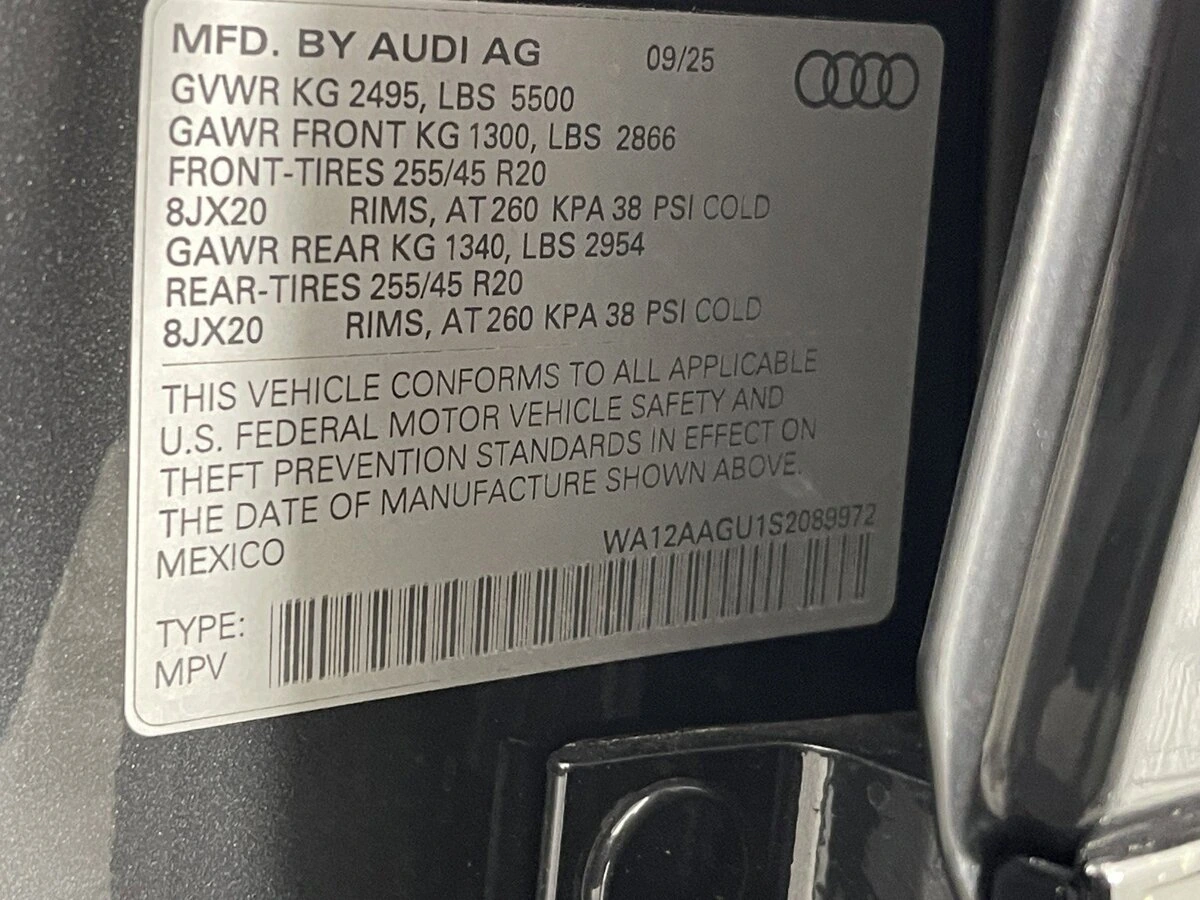 MFD. BY AUDI AG 09/25
GVWR KG 2495, LBS 5500
GAWR FRONT KG 1300, LBS 2866
FRONT-TIRES 255/45 R20
8JX20 RIMS, AT 260 KPA 38 PSI COLD
GAWR REAR KG 1340, LBS 2954
REAR-TIRES 255/45 R20
8JX20 RIMS, AT 260 KPA 38 PSI COLD
THIS VEHICLE CONFORMS TO ALL APPLICABLE
U.S. FEDERAL MOTOR VEHICLE SAFETY AND
THEFT PREVENTION STANDARDS IN EFFECT ON
THE DATE OF MANUFACTURE SHOWN ABOVE.
MEXICO WA12AAGU1S2089972
TYPE:
MPV